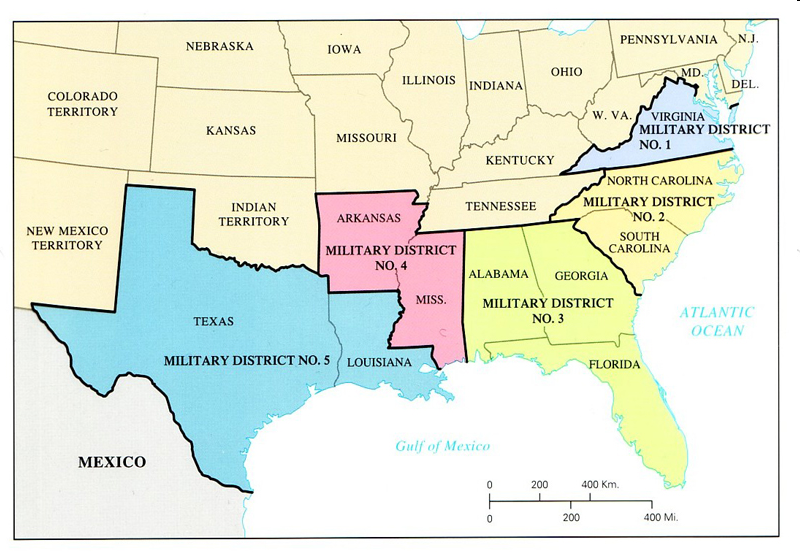 NEBRASKA
IOWA
ILLINOIS
INDIANA
OHIO
PENNSYLVANIA
N.J.
MD.
DEL.
COLORADO
TERRITORY
KANSAS
MISSOURI
W. VA.
VIRGINIA
MILITARY DISTRICT
NO. 1
KENTUCKY
NORTH CAROLINA
MILITARY DISTRICT
NO. 2
SOUTH
CAROLINA
TENNESSEE
NEW MEXICO
TERRITORY
INDIAN
TERRITORY
ARKANSAS
MILITARY DISTRICT
NO. 4
MISS.
ALABAMA
GEORGIA
MILITARY DISTRICT
NO. 3
ATLANTIC
OCEAN
TEXAS
MILITARY DISTRICT NO. 5
LOUISIANA
FLORIDA
MEXICO
Gulf of Mexico
0 200 400 Km.
0 200 400 Mi.